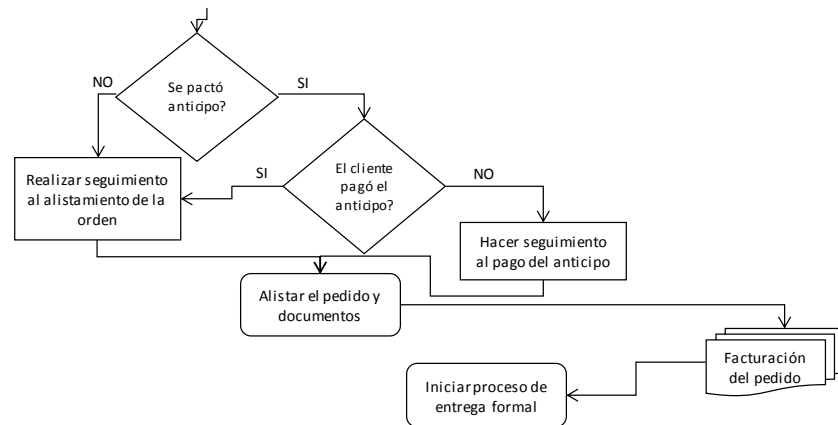 Se pactó
anticipo?
NO
SI
El cliente
pagó el
anticipo?
SI
NO
Realizar seguimiento
al alistamiento de la
orden
Hacer seguimiento
al pago del anticipo
Alistar el pedido y
documentos
Facturación
del pedido
Iniciar proceso de
entrega formal